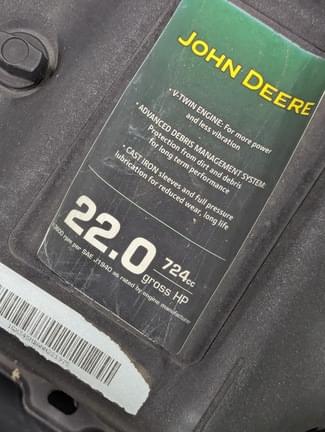 JOHN DEERE
• V-TWIN ENGINE: For more power
and less vibration
• ADVANCED DEBRIS MANAGEMENT SYSTEM:
Protection from dirt and debris
for long term performance
• CAST IRON sleeves and full pressure
lubrication for reduced wear, long life
22.0 724cc
gross HP
rpm per SAE J1940 as rated by engine manufacturer